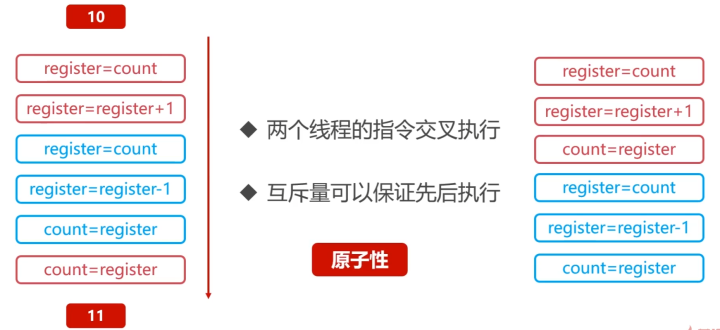 10
register=count
register=register+1
register=count
register=register-1
count=register
count=register
11
◆ 两个线程的指令交叉执行
◆ 互斥量可以保证先后执行
原子性
register=count
register=register+1
count=register
register=count
register=register-1
count=register